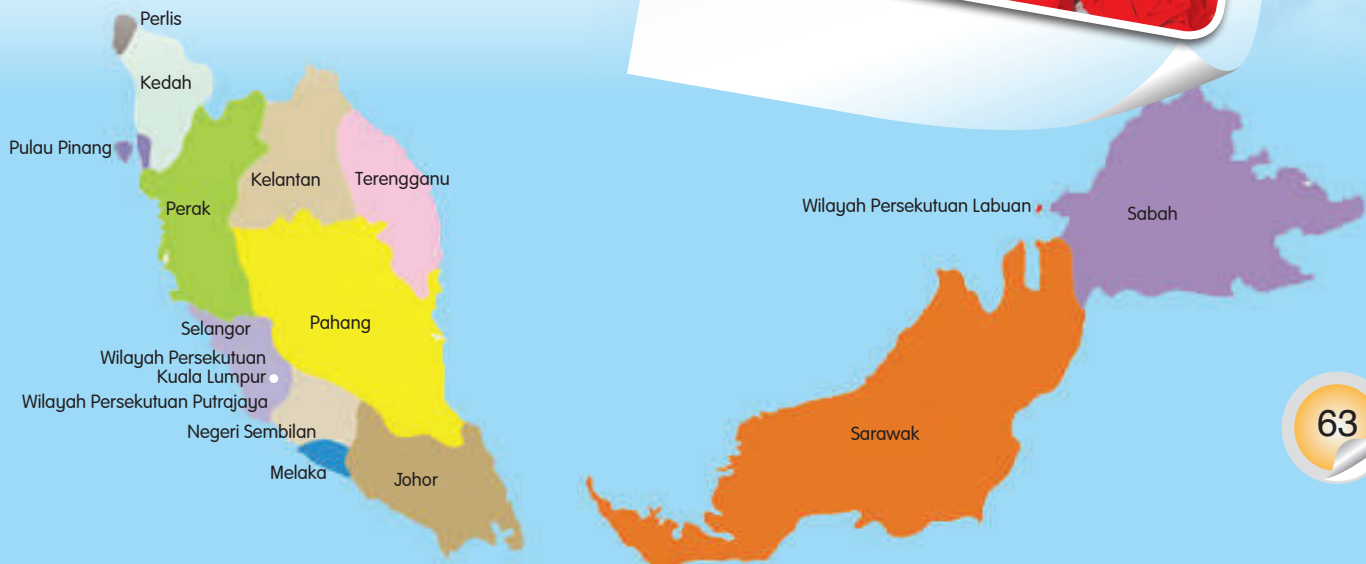 Perlis
Kedah
Pulau Pinang
Perak
Kelantan
Terengganu
Pahang
Selangor
Wilayah Persekutuan
Kuala Lumpur
Wilayah Persekutuan Putrajaya
Negeri Sembilan
Melaka
Johor
Wilayah Persekutuan Labuan
Sabah
Sarawak
63